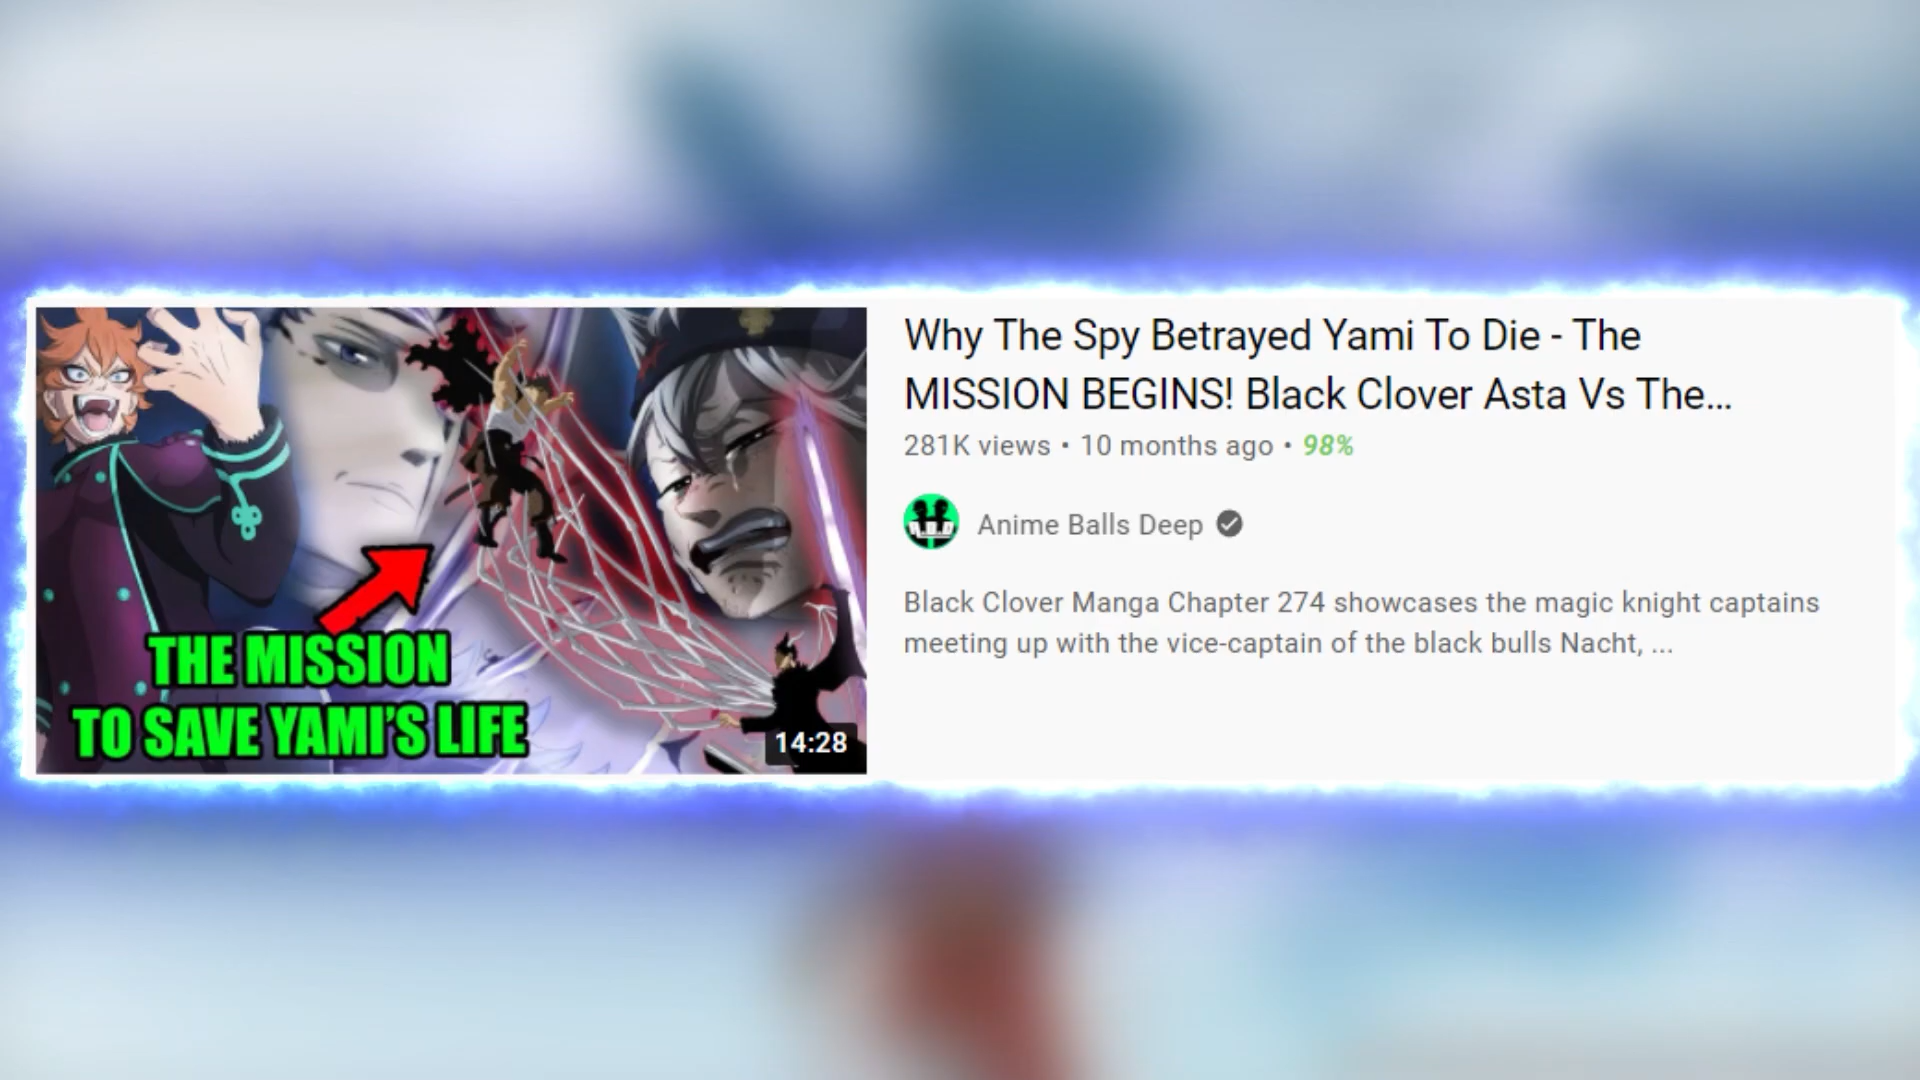 THE MISSION
TO SAVE YAMI'S LIFE
14:28
Why The Spy Betrayed Yami To Die - The
MISSION BEGINS! Black Clover Asta Vs The...
281K views • 10 months ago • 98%
A.B.D
Anime Balls Deep
Black Clover Manga Chapter 274 showcases the magic knight captains
meeting up with the vice-captain of the black bulls Nacht, ...